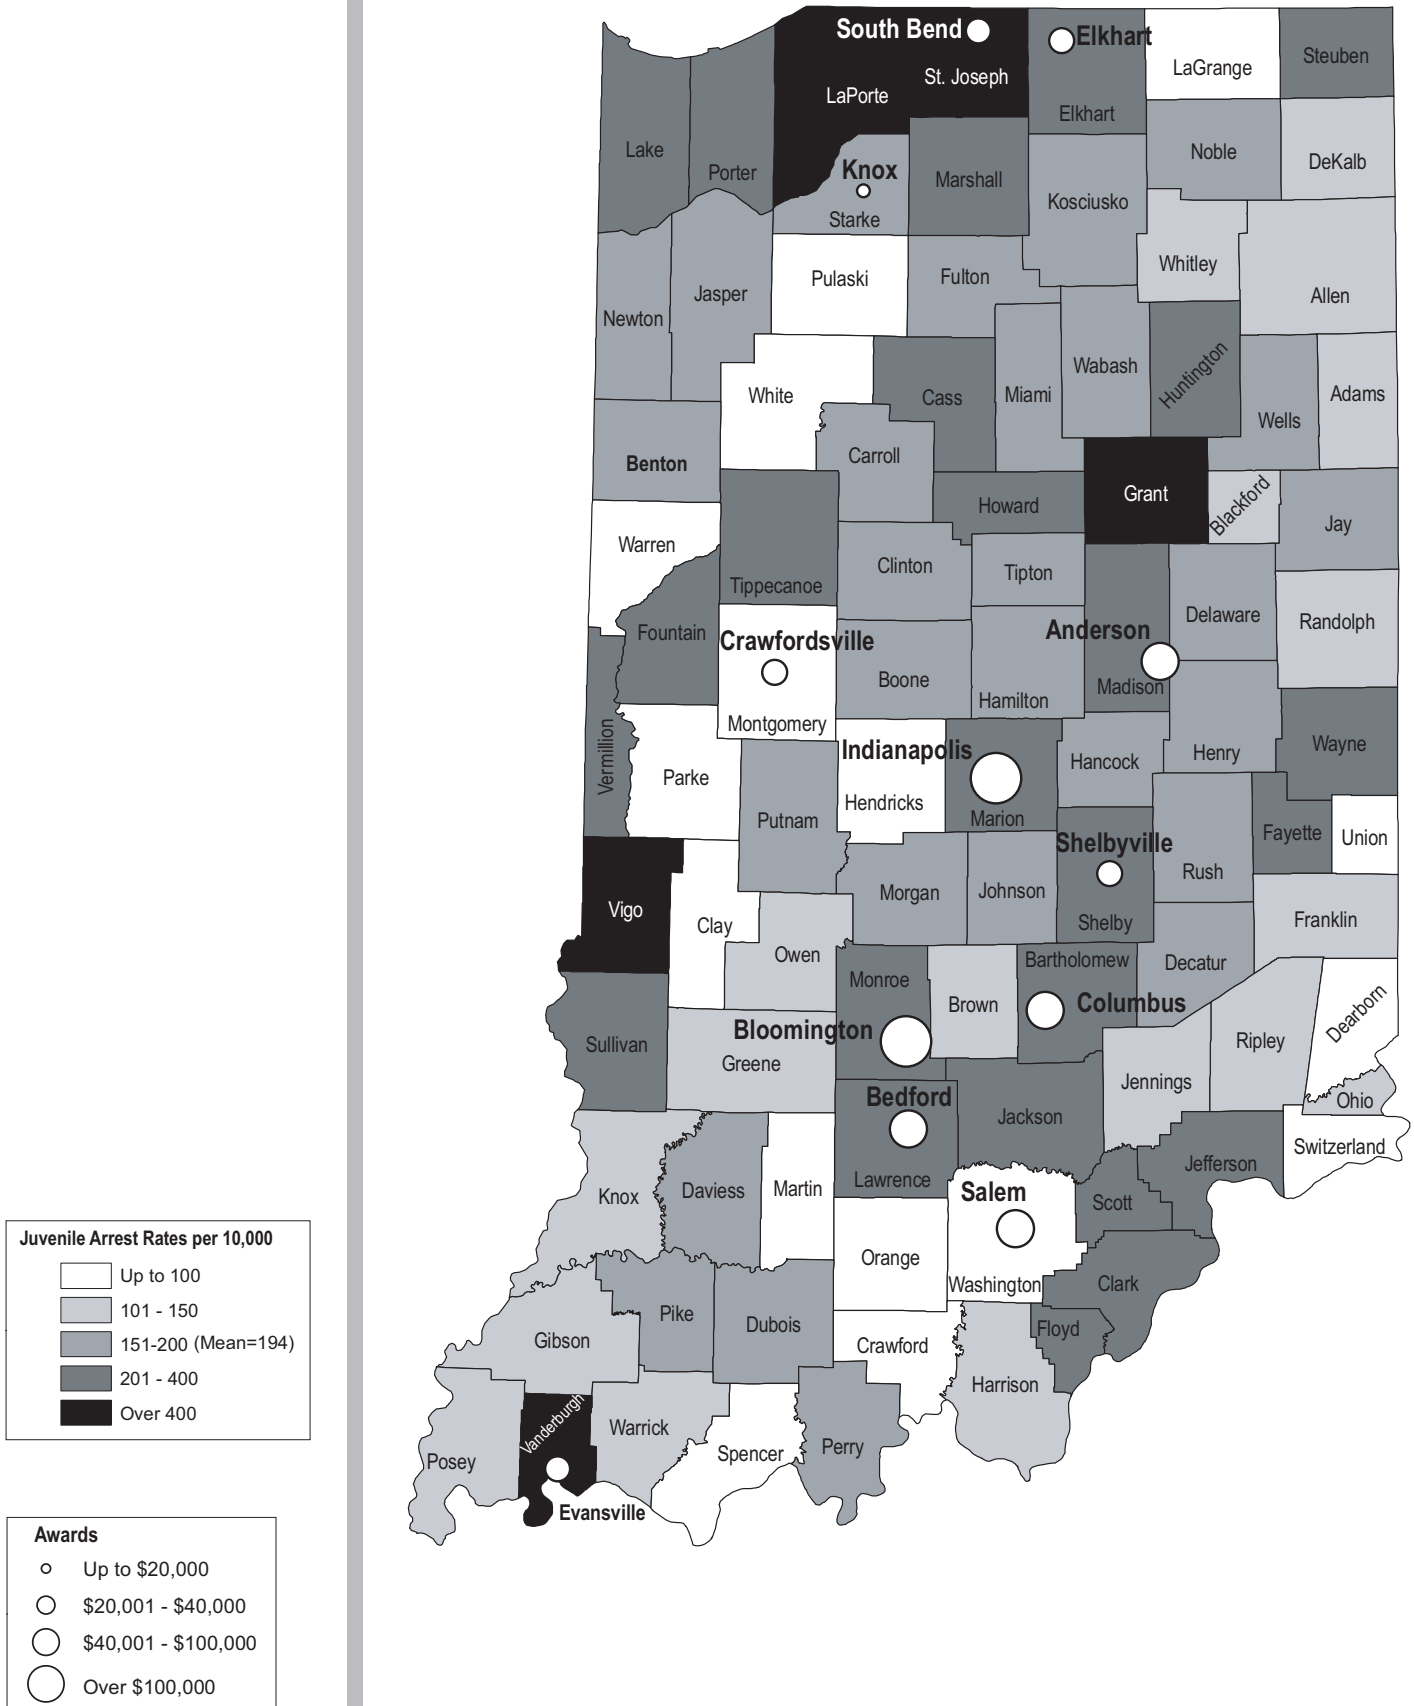 South Bend
Elkhart
LaGrange
Steuben
LaPorte
St. Joseph
Elkhart
Lake
Porter
Knox
Starke
Marshall
Kosciusko
Noble
DeKalb
Newton
Jasper
Pulaski
Fulton
Whitley
Allen
White
Cass
Miami
Wabash
Huntington
Wells
Adams
Benton
Carroll
Howard
Grant
Blackford
Jay
Warren
Tippecanoe
Clinton
Tipton
Delaware
Randolph
Fountain
Crawfordsville
Montgomery
Boone
Hamilton
Anderson
Madison
Vermillion
Parke
Putnam
Indianapolis
Hendricks
Marion
Hancock
Henry
Wayne
Shelbyville
Shelby
Rush
Fayette
Union
Vigo
Clay
Owen
Morgan
Johnson
Bartholomew
Columbus
Decatur
Franklin
Sullivan
Greene
Monroe
Bloomington
Brown
Jennings
Ripley
Dearborn
Ohio
Switzerland
Bedford
Lawrence
Jackson
Jefferson
Scott
Knox
Daviess
Martin
Orange
Salem
Washington
Clark
Floyd
Gibson
Pike
Dubois
Crawford
Harrison
Posey
Vanderburgh
Evansville
Warrick
Spencer
Perry
Juvenile Arrest Rates per 10,000
Up to 100
101 - 150
151-200 (Mean=194)
201 - 400
Over 400
Awards
Up to $20,000
$20,001 - $40,000
$40,001 - $100,000
Over $100,000